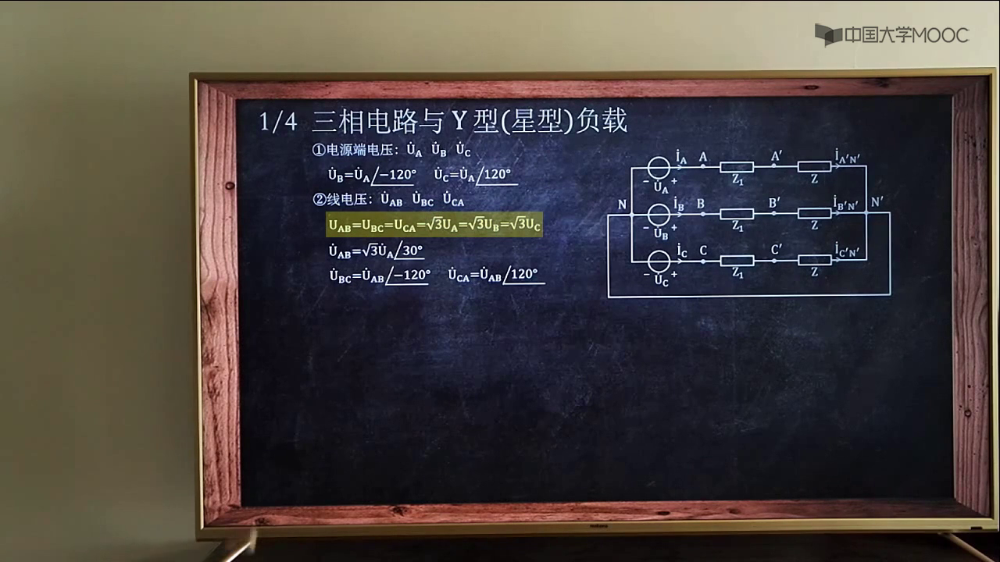 中国大学MOOC
1/4 三相电路与 Y 型(星型)负载
①电源端电压: U̇A U̇B U̇C
U̇B=U̇A/−120° U̇C=U̇A/120°
②线电压: U̇AB U̇BC U̇CA
UAB=UBC=UCA=√3UA=√3UB=√3UC
U̇AB=√3U̇A/30°
U̇BC=U̇AB/−120° U̇CA=U̇AB/120°
İA A A′ İA′N′
− U̇A + Z1 Z
N İB B B′ İB′N′ N′
− U̇B + Z1 Z
İC C C′ İC′N′
− U̇C + Z1 Z